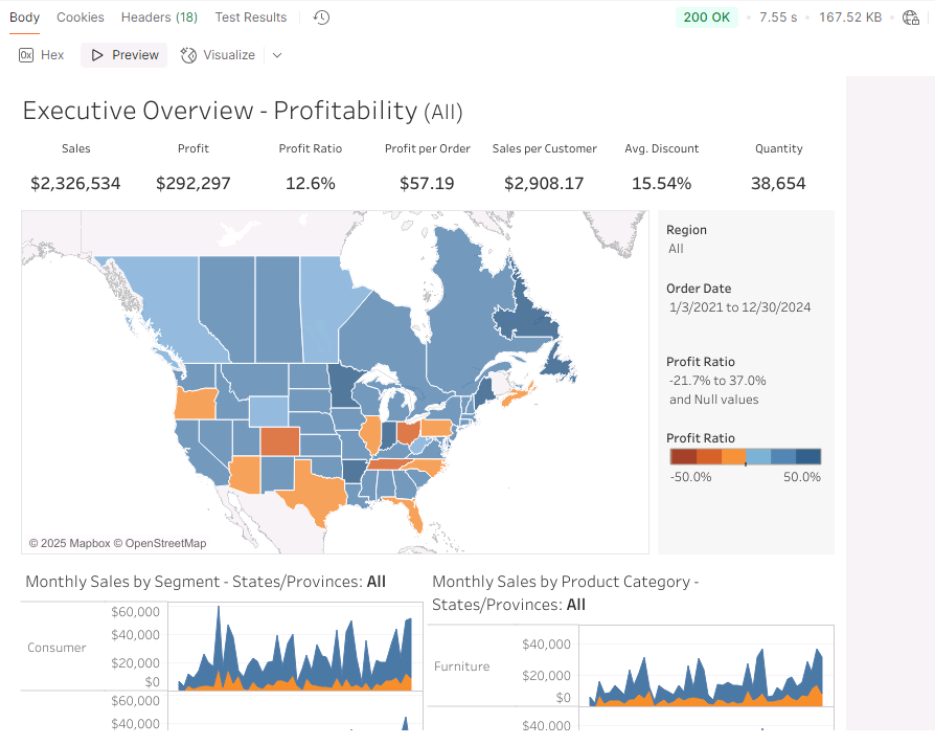 Body Cookies Headers (18) Test Results 200 OK • 7.55 s • 167.52 KB •
0x Hex Preview Visualize
Executive Overview - Profitability (All)
Sales Profit Profit Ratio Profit per Order Sales per Customer Avg. Discount Quantity
$2,326,534 $292,297 12.6% $57.19 $2,908.17 15.54% 38,654
Region
All
Order Date
1/3/2021 to 12/30/2024
Profit Ratio
-21.7% to 37.0%
and Null values
Profit Ratio
-50.0% 50.0%
© 2025 Mapbox © OpenStreetMap
Monthly Sales by Segment - States/Provinces: All
$60,000
Consumer
$40,000
$20,000
$0
$60,000
$40,000
Monthly Sales by Product Category -
States/Provinces: All
$40,000
Furniture
$20,000
$0
$40,000